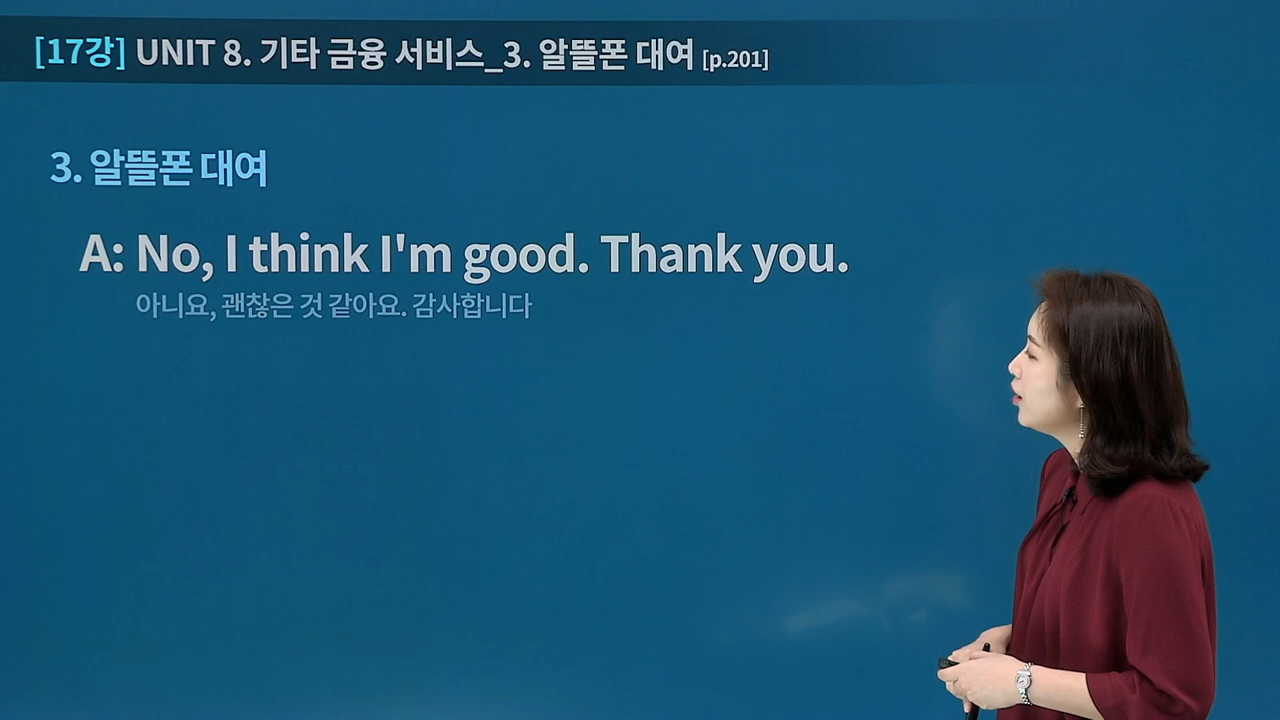 [17강] UNIT 8. 기타 금융 서비스_3. 알뜰폰 대여 [p.201]
3. 알뜰폰 대여
A: No, I think I'm good. Thank you.
아니요, 괜찮은 것 같아요. 감사합니다